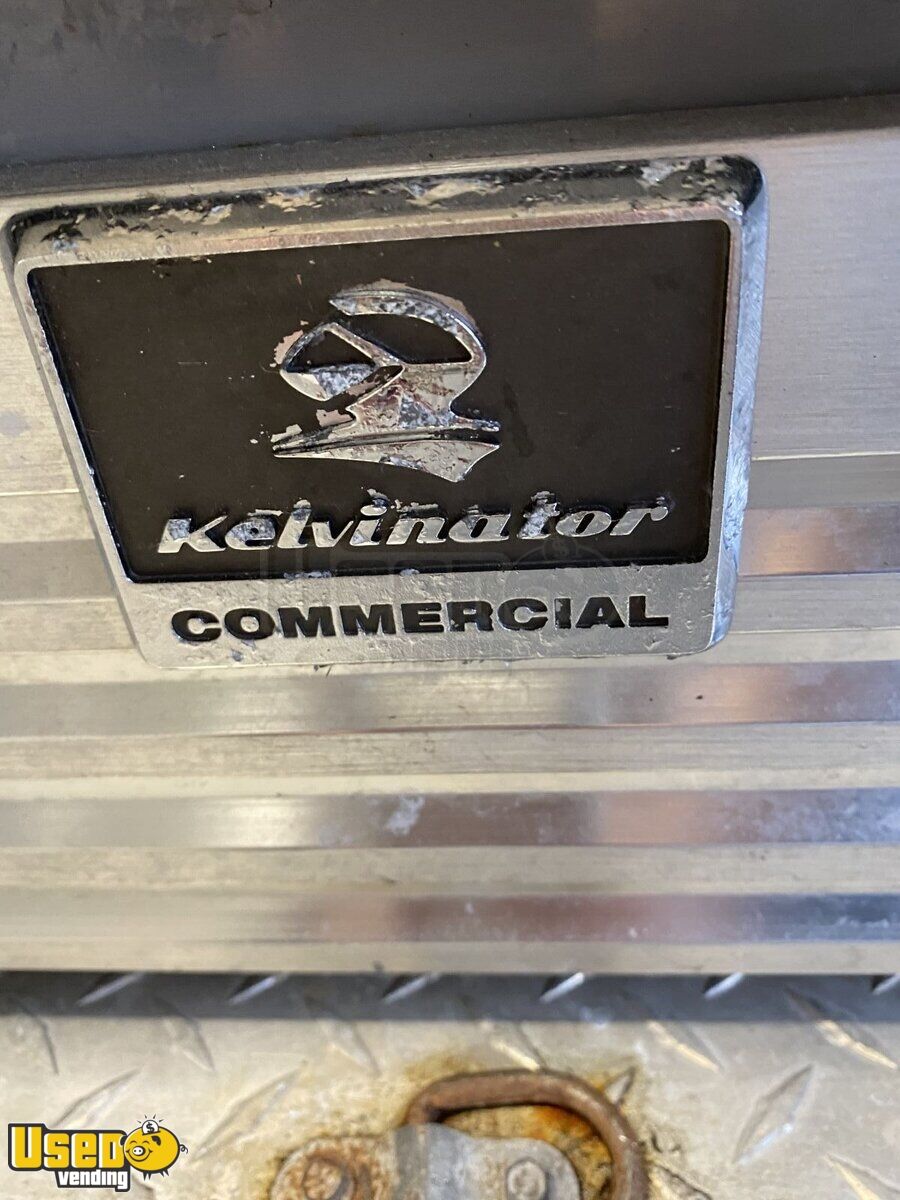 Kelvinator
COMMERCIAL
USED
vending